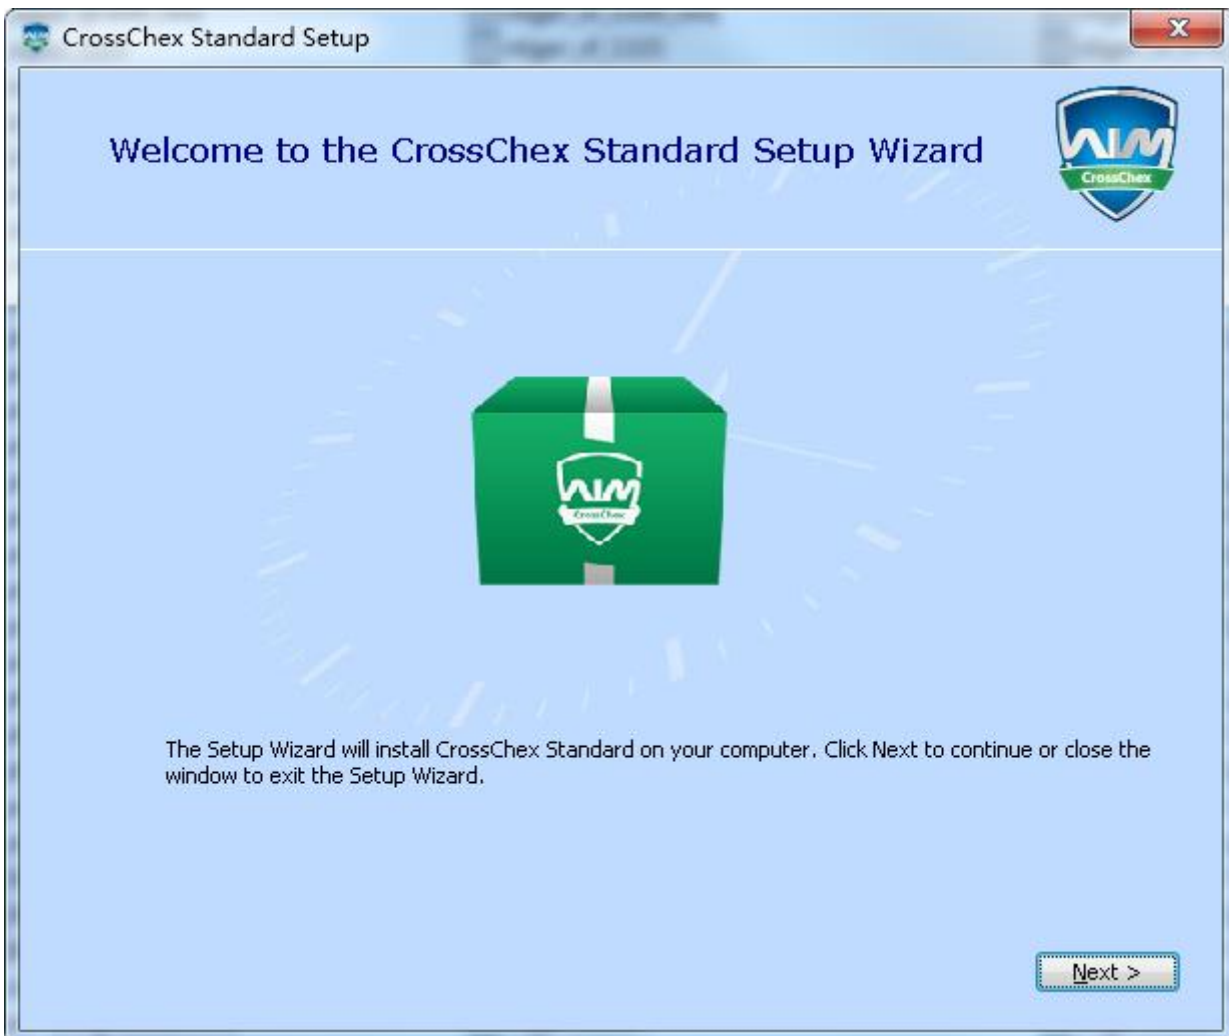 CrossChex Standard Setup
Welcome to the CrossChex Standard Setup Wizard
AIM
CrossChex
AIM
CrossChex
The Setup Wizard will install CrossChex Standard on your computer. Click Next to continue or close the
window to exit the Setup Wizard.
Next >